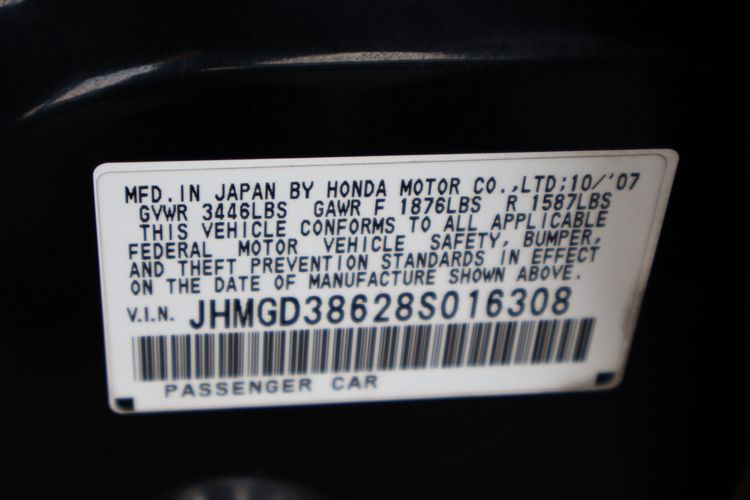 MFD. IN JAPAN BY HONDA MOTOR CO.,LTD;10/'07
GVWR 3446LBS GAWR F 1876LBS R 1587LBS
THIS VEHICLE CONFORMS TO ALL APPLICABLE
FEDERAL MOTOR VEHICLE SAFETY, BUMPER,
AND THEFT PREVENTION STANDARDS IN EFFECT
ON THE DATE OF MANUFACTURE SHOWN ABOVE.
V.I.N. JHMGD38628S016308
PASSENGER CAR